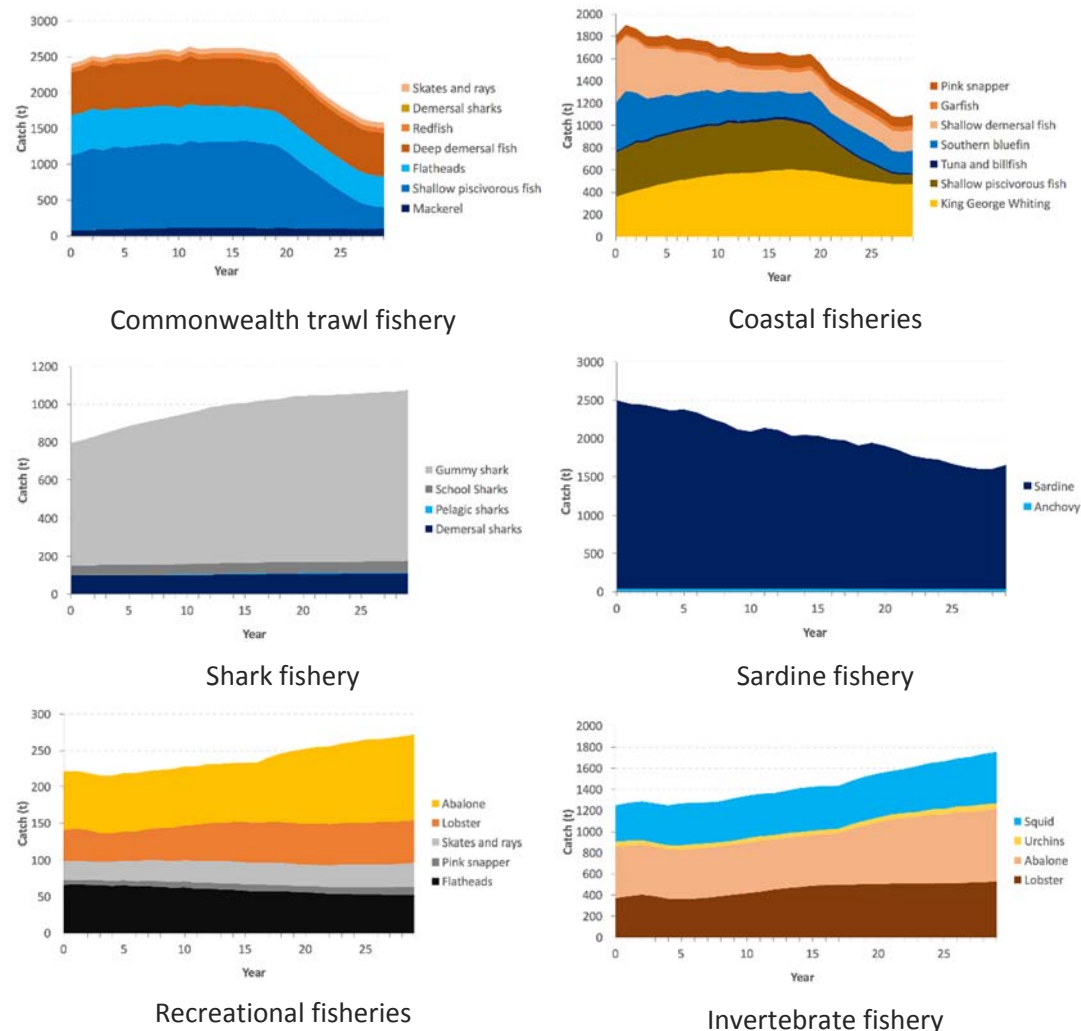 3000
2500
2000
1500
1000
500
0
Catch (t)
0 5 10 15 20 25
Year
Skates and rays
Demersal sharks
Redfish
Deep demersal fish
Flatheads
Shallow piscivorous fish
Mackerel
Commonwealth trawl fishery
2000
1800
1600
1400
1200
1000
800
600
400
200
0
Catch (t)
0 5 10 15 20 25
Year
Pink snapper
Garfish
Shallow demersal fish
Southern bluefin
Tuna and billfish
Shallow piscivorous fish
King George Whiting
Coastal fisheries
1200
1000
800
600
400
200
0
Catch (t)
0 5 10 15 20 25
Year
Gummy shark
School Sharks
Pelagic sharks
Demersal sharks
Shark fishery
3000
2500
2000
1500
1000
500
0
Catch (t)
0 5 10 15 20 25
Year
Sardine
Anchovy
Sardine fishery
300
250
200
150
100
50
0
Catch (t)
0 5 10 15 20 25
Year
Abalone
Lobster
Skates and rays
Pink snapper
Flatheads
Recreational fisheries
2000
1800
1600
1400
1200
1000
800
600
400
200
0
Catch (t)
0 5 10 15 20 25
Year
Squid
Urchins
Abalone
Lobster
Invertebrate fishery